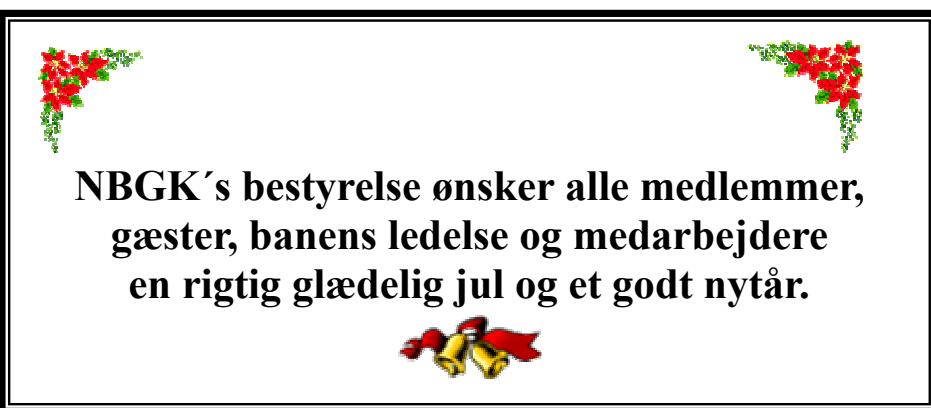 NBGK´s bestyrelse ønsker alle medlemmer,
gæster, banens ledelse og medarbejdere
en rigtig glædelig jul og et godt nytår.